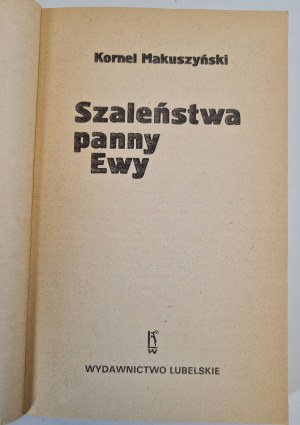 Kornel Makuszyński
Szaleństwa
panny
Ewy
WYDAWNICTWO LUBELSKIE